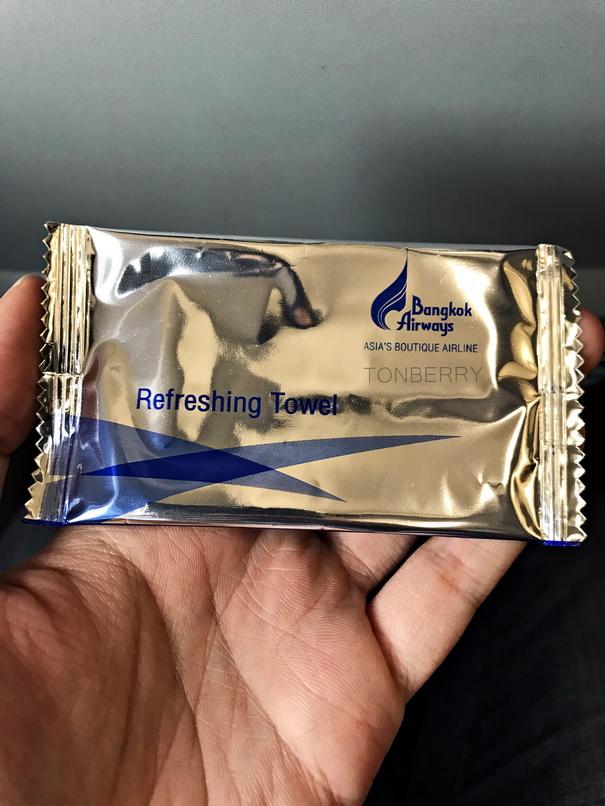 Bangkok
Airways
ASIA'S BOUTIQUE AIRLINE
TONBERRY
Refreshing Towel